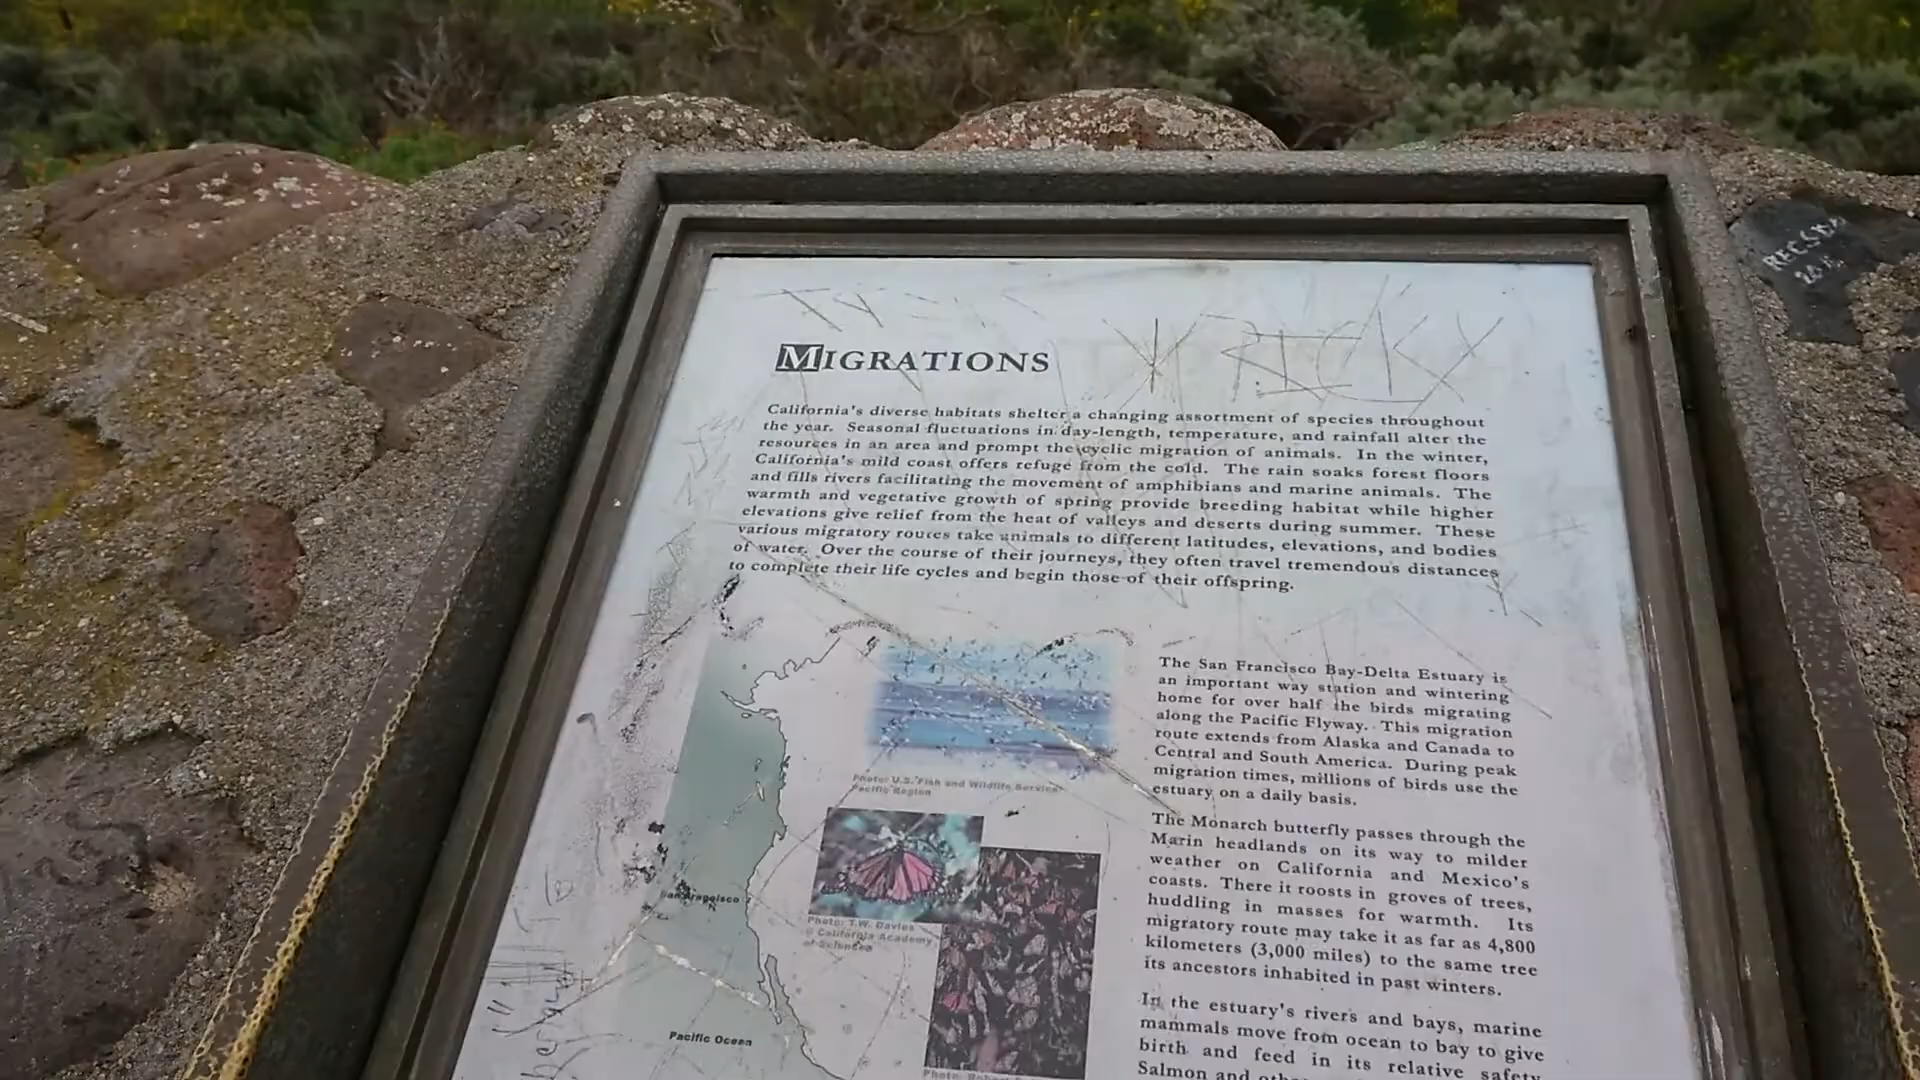 MIGRATIONS
RICKY
California's diverse habitats shelter a changing assortment of species throughout
the year. Seasonal fluctuations in day-length, temperature, and rainfall alter the
resources in an area and prompt the cyclic migration of animals. In the winter,
California's mild coast offers refuge from the cold. The rain soaks forest floors
and fills rivers facilitating the movement of amphibians and marine animals. The
warmth and vegetative growth of spring provide breeding habitat while higher
elevations give relief from the heat of valleys and deserts during summer. These
various migratory routes take animals to different latitudes, elevations, and bodies
of water. Over the course of their journeys, they often travel tremendous distances
to complete their life cycles and begin those of their offspring.
Photo: U.S. Fish and Wildlife Service
Pacific Region
Photo: T.W. Davies
© California Academy
of Sciences
San Francisco
Pacific Ocean
Photo:
The San Francisco Bay-Delta Estuary is
an important way station and wintering
home for over half the birds migrating
along the Pacific Flyway. This migration
route extends from Alaska and Canada to
Central and South America. During peak
migration times, millions of birds use the
estuary on a daily basis.
The Monarch butterfly passes through the
Marin headlands on its way to milder
weather on California and Mexico's
coasts. There it roosts in groves of trees,
huddling in masses for warmth. Its
migratory route may take it as far as 4,800
kilometers (3,000 miles) to the same tree
its ancestors inhabited in past winters.
In the estuary's rivers and bays, marine
mammals move from ocean to bay to give
birth and feed in its relative safety
Salmon and